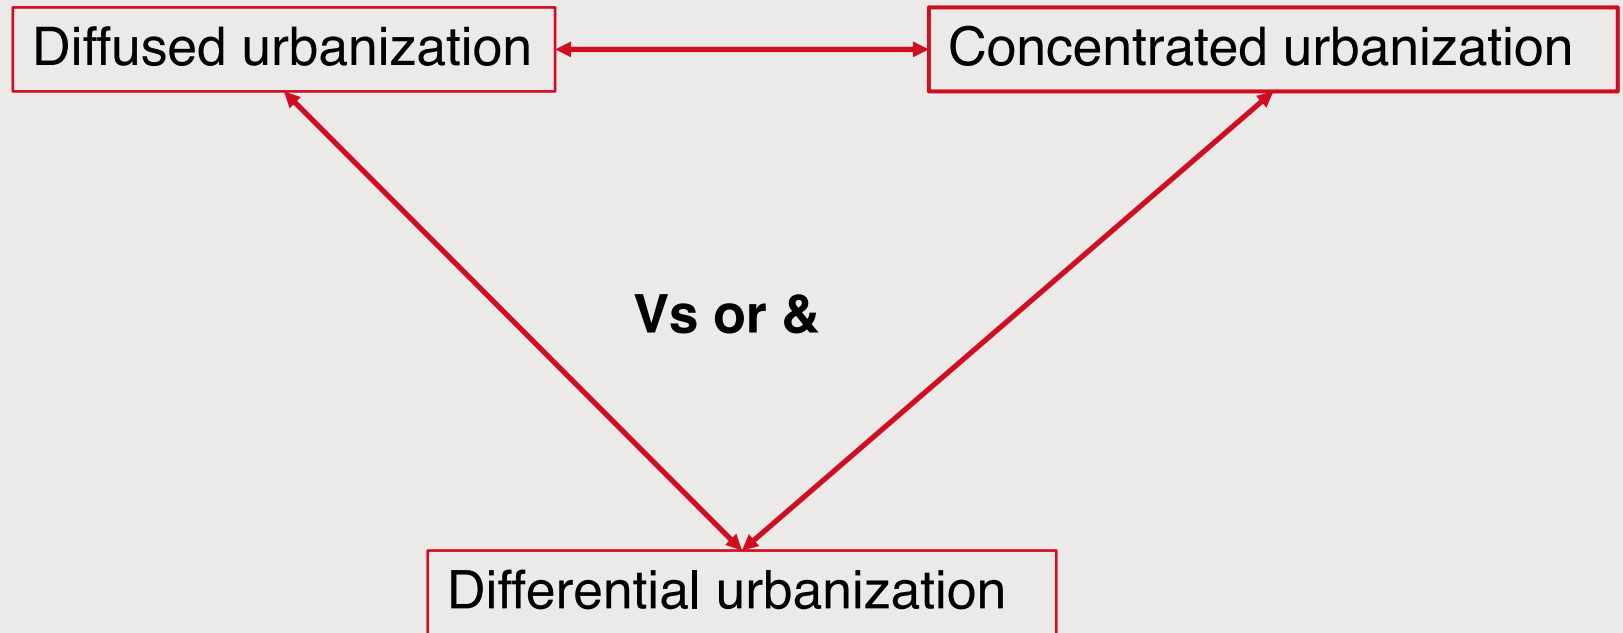 Diffused urbanization
Concentrated urbanization
Vs or &
Differential urbanization